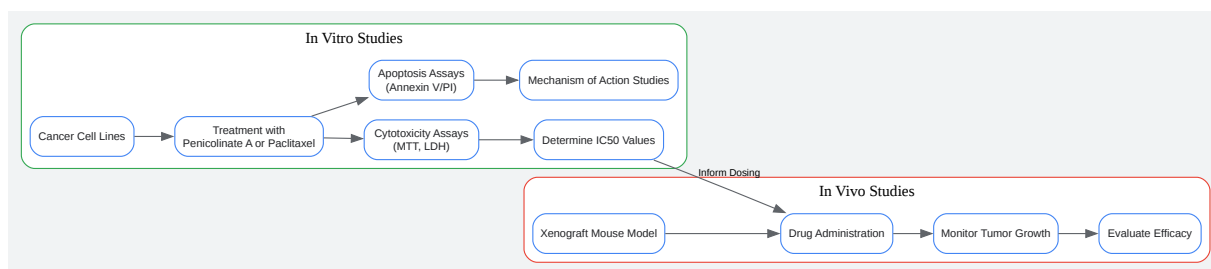 In Vitro Studies
Apoptosis Assays
(Annexin V/PI)
Mechanism of Action Studies
Cancer Cell Lines
Treatment with
Penicolinate A or Paclitaxel
Cytotoxicity Assays
(MTT, LDH)
Determine IC50 Values
Inform Dosing
In Vivo Studies
Xenograft Mouse Model
Drug Administration
Monitor Tumor Growth
Evaluate Efficacy